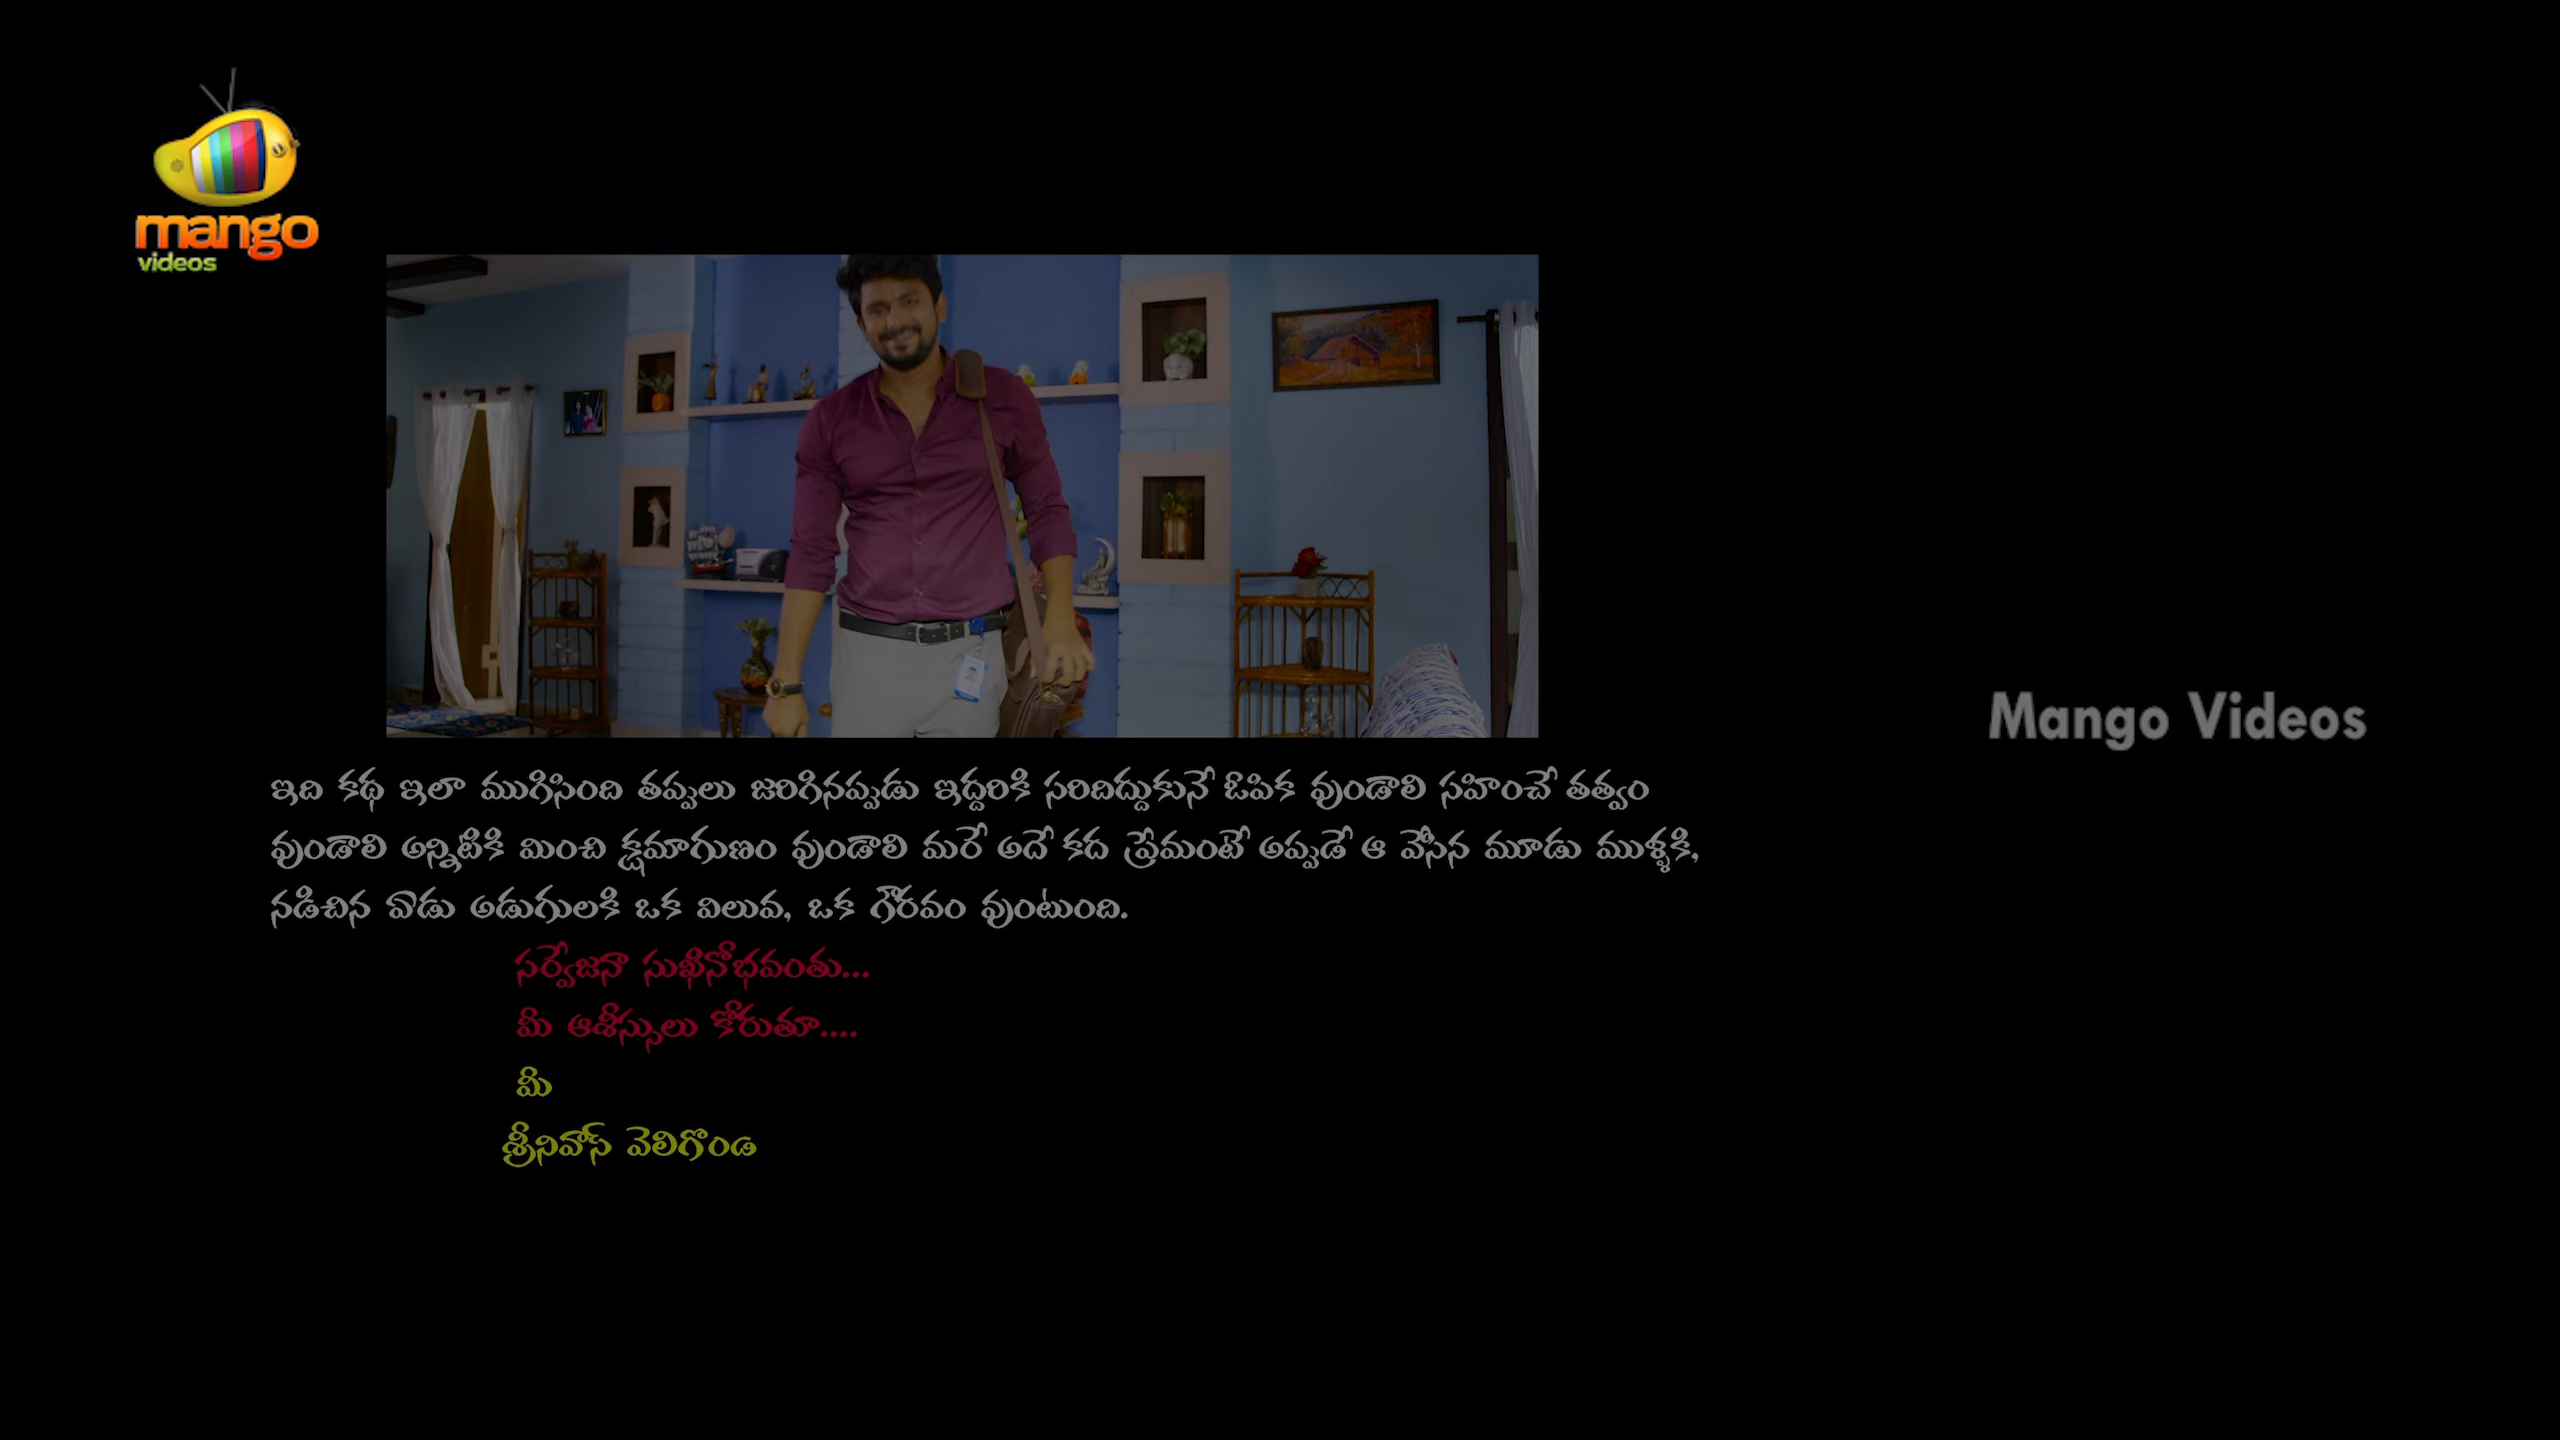 mango
videos
Mango Videos
ఇది కథ ఇలా ముగిసింది తప్పులు జరిగినప్పుడు ఇద్దరికి సరిదిద్దుకునే ఓపిక వుండాలి సహించే తత్వం
వుండాలి అన్నిటికి మించి క్షమాగుణం వుండాలి మరే అదే కద ప్రేమంటే అప్పుడే ఆ వేసిన మూడు ముళ్ళకి,
నడిచిన ఏడు అడుగులకి ఒక విలువ, ఒక గౌరవం వుంటుంది.
సర్వేజనా సుఖినోభవంతు...
మీ ఆశీస్సులు కోరుతూ....
మీ
శ్రీనివాస్ వెలిగొండ